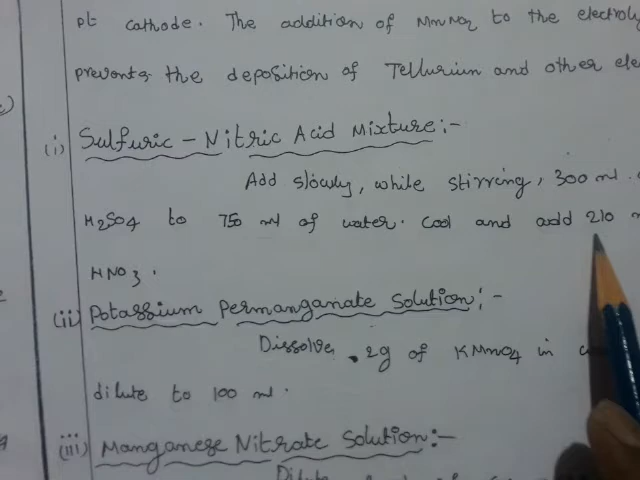 pt cathode. The addition of MnNO2 to the
prevents the deposition of Tellurium and other
(i) Sulfuric - Nitric Acid Mixture:-
Add slowly, while stirring, 300 ml.
H2SO4 to 750 ml of water. Cool and add 210
HNO3.
(ii) Potassium Permanganate Solution:-
Dissolve .2g of KMnO4 in
dilute to 100 ml.
(iii) Manganese Nitrate Solution:-